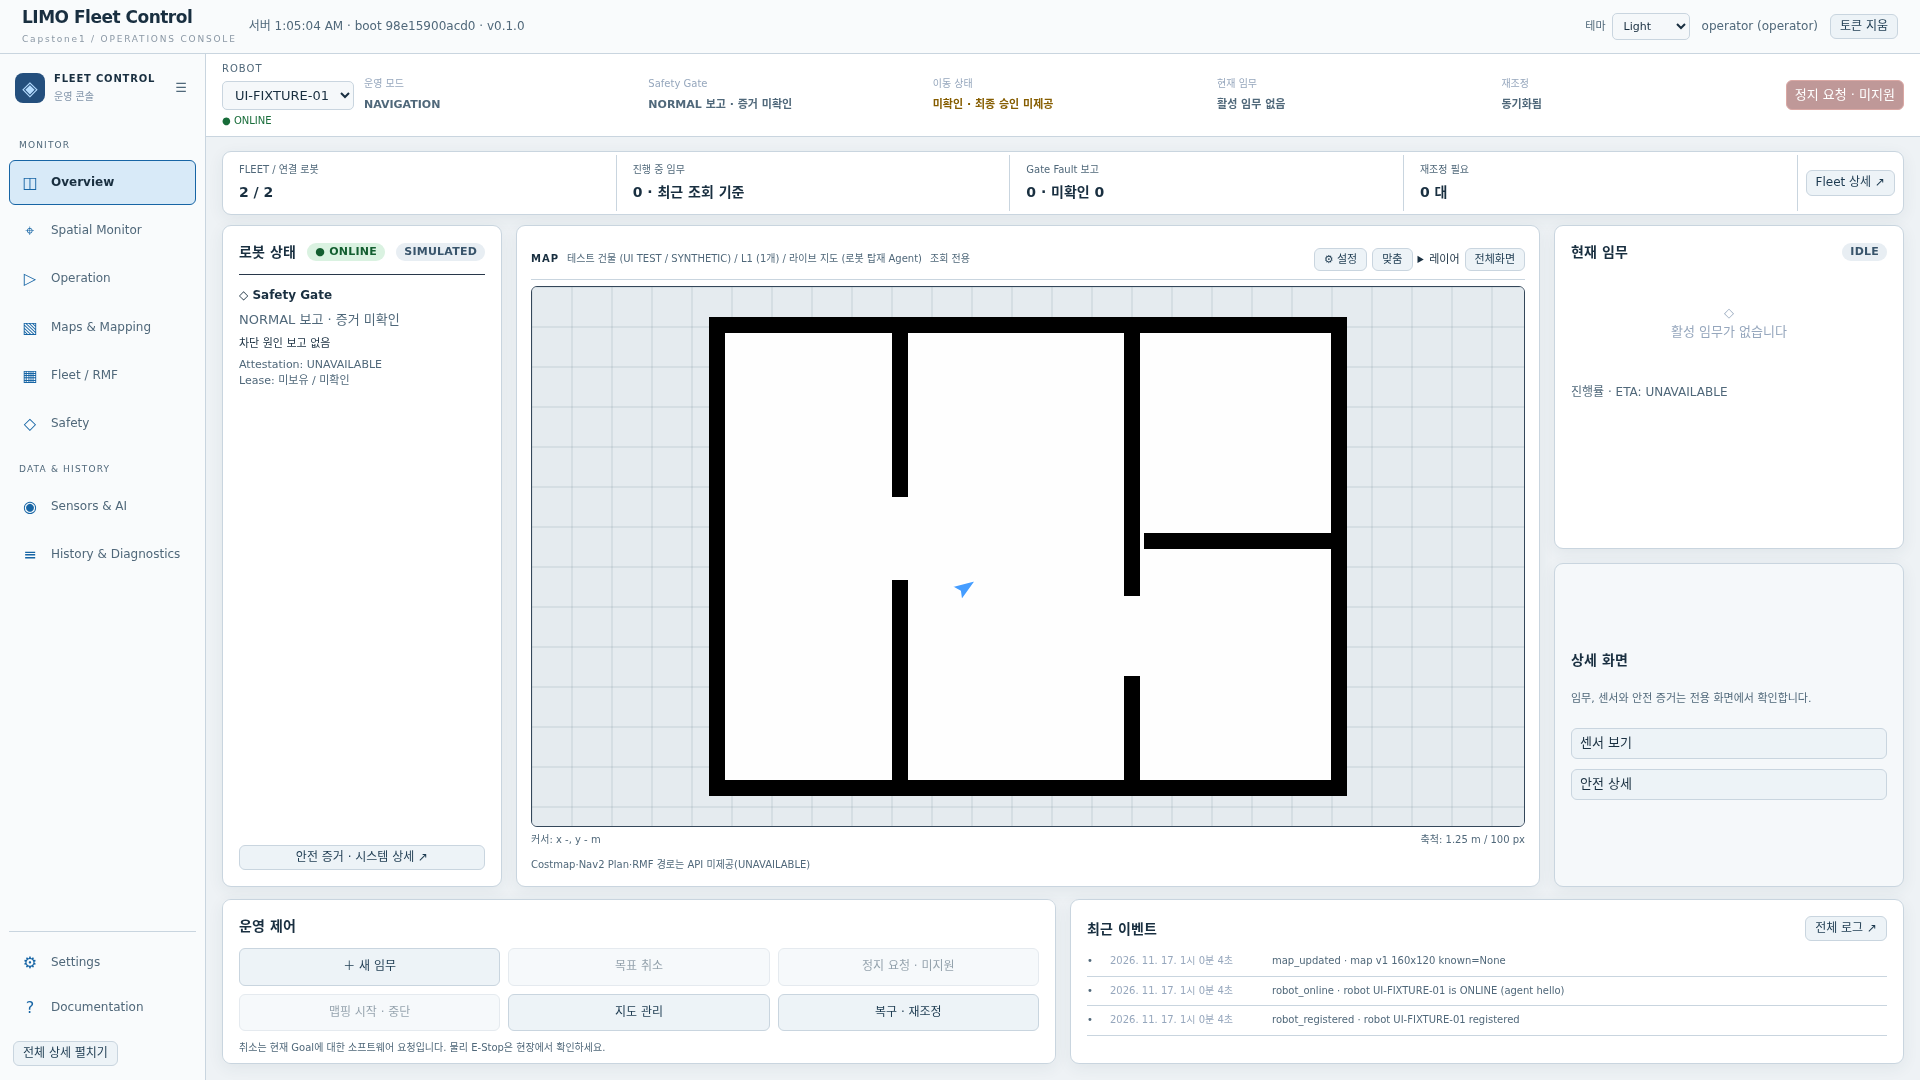 LIMO Fleet Control
Capstone1 / OPERATIONS CONSOLE
서버 1:05:04 AM · boot 98e15900acd0 · v0.1.0
테마
Light
operator (operator)
토큰 지움
FLEET CONTROL
운영 콘솔
MONITOR
Overview
Spatial Monitor
Operation
Maps & Mapping
Fleet / RMF
Safety
DATA & HISTORY
Sensors & AI
History & Diagnostics
Settings
Documentation
전체 상세 펼치기
ROBOT
UI-FIXTURE-01
● ONLINE
운영 모드
NAVIGATION
Safety Gate
NORMAL 보고 · 증거 미확인
이동 상태
미확인 · 최종 승인 미제공
현재 임무
활성 임무 없음
재조정
동기화됨
정지 요청 · 미지원
FLEET / 연결 로봇
2 / 2
진행 중 임무
0 · 최근 조회 기준
Gate Fault 보고
0 · 미확인 0
재조정 필요
0 대
Fleet 상세 ↗
로봇 상태
● ONLINE
SIMULATED
◇ Safety Gate
NORMAL 보고 · 증거 미확인
차단 원인 보고 없음
Attestation: UNAVAILABLE
Lease: 미보유 / 미확인
안전 증거 · 시스템 상세 ↗
MAP 테스트 건물 (UI TEST / SYNTHETIC) / L1 (1개) / 라이브 지도 (로봇 탑재 Agent) 조회 전용
⚙ 설정
맞춤
▶ 레이어
전체화면
커서: x -, y - m
축척: 1.25 m / 100 px
Costmap·Nav2 Plan·RMF 경로는 API 미제공(UNAVAILABLE)
현재 임무
IDLE
◇
활성 임무가 없습니다
진행률 · ETA: UNAVAILABLE
상세 화면
임무, 센서와 안전 증거는 전용 화면에서 확인합니다.
센서 보기
안전 상세
운영 제어
＋ 새 임무
목표 취소
정지 요청 · 미지원
맵핑 시작 · 중단
지도 관리
복구 · 재조정
취소는 현재 Goal에 대한 소프트웨어 요청입니다. 물리 E-Stop은 현장에서 확인하세요.
최근 이벤트
전체 로그 ↗
• 2026. 11. 17. 1시 0분 4초 map_updated · map v1 160x120 known=None
• 2026. 11. 17. 1시 0분 4초 robot_online · robot UI-FIXTURE-01 is ONLINE (agent hello)
• 2026. 11. 17. 1시 0분 4초 robot_registered · robot UI-FIXTURE-01 registered